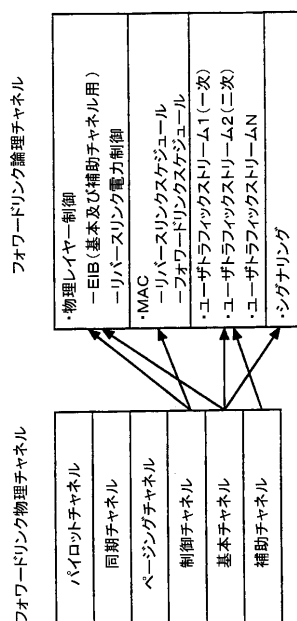 フォワードリンク物理チャネル
パイロットチャネル
同期チャネル
ページングチャネル
制御チャネル
基本チャネル
補助チャネル
フォワードリンク論理チャネル
・物理レイヤー制御
－EIB(基本及び補助チャネル用)
－リバースリンク電力制御
・MAC
－リバースリンクスケジュール
－フォワードリンクスケジュール
・ユーザトラフィックストリーム1(一次)
・ユーザトラフィックストリーム2(二次)
・ユーザトラフィックストリームN
・シグナリング